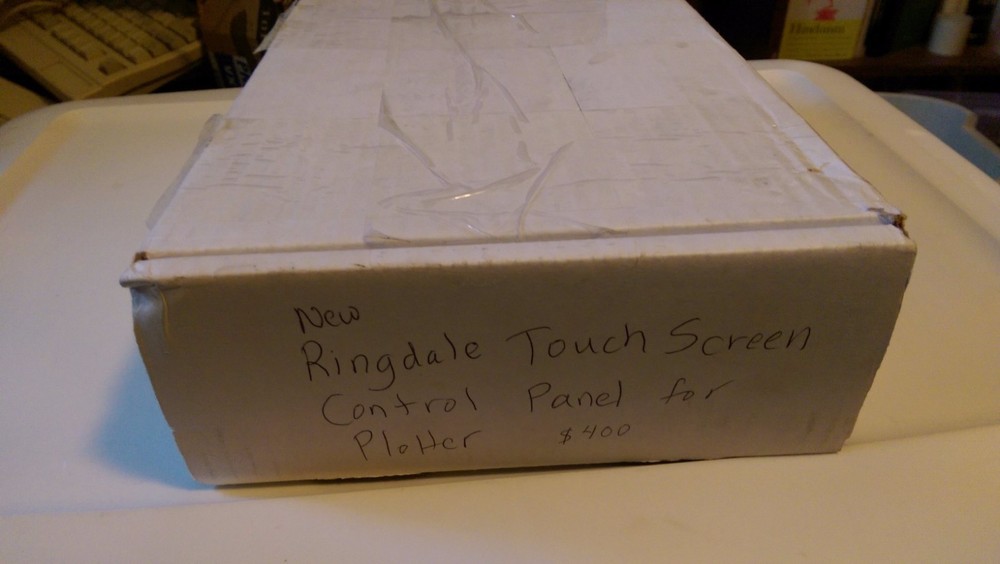 New
Ringdale Touch Screen
Control Panel for
Plotter $400